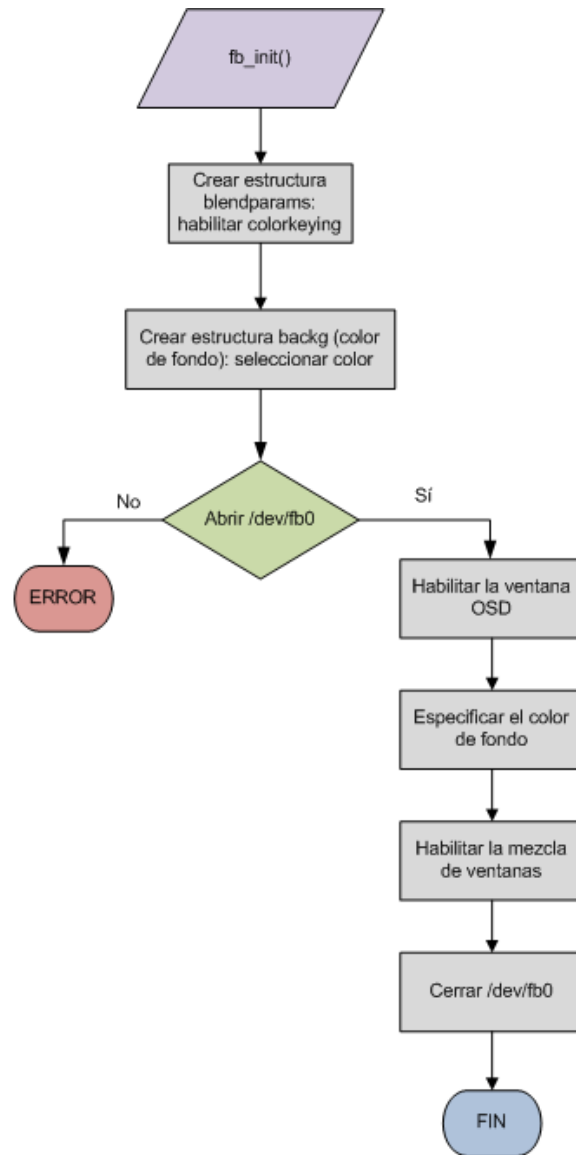 fb_init()
Crear estructura
blendparams:
habilitar colorkeying
Crear estructura backg (color
de fondo): seleccionar color
Abrir /dev/fb0
No
Sí
ERROR
Habilitar la ventana
OSD
Especificar el color
de fondo
Habilitar la mezcla
de ventanas
Cerrar /dev/fb0
FIN